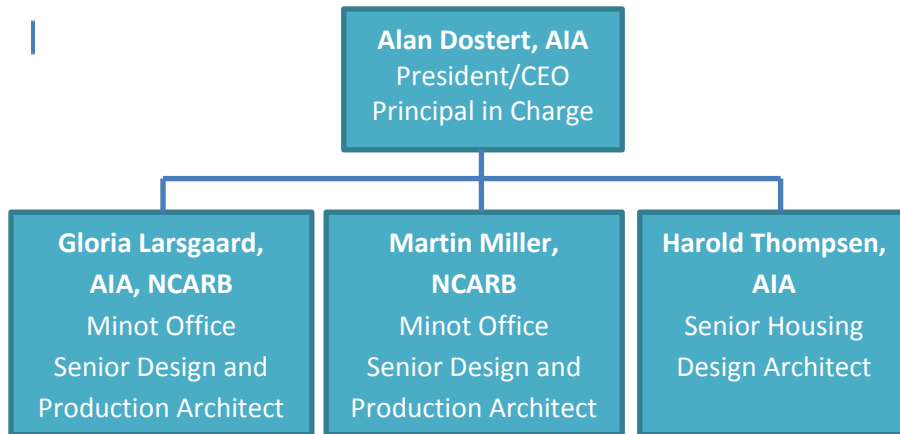 Alan Dostert, AIA
President/CEO
Principal in Charge
Gloria Larsgaard,
AIA, NCARB
Minot Office
Senior Design and
Production Architect
Martin Miller,
NCARB
Minot Office
Senior Design and
Production Architect
Harold Thompsen,
AIA
Senior Housing
Design Architect